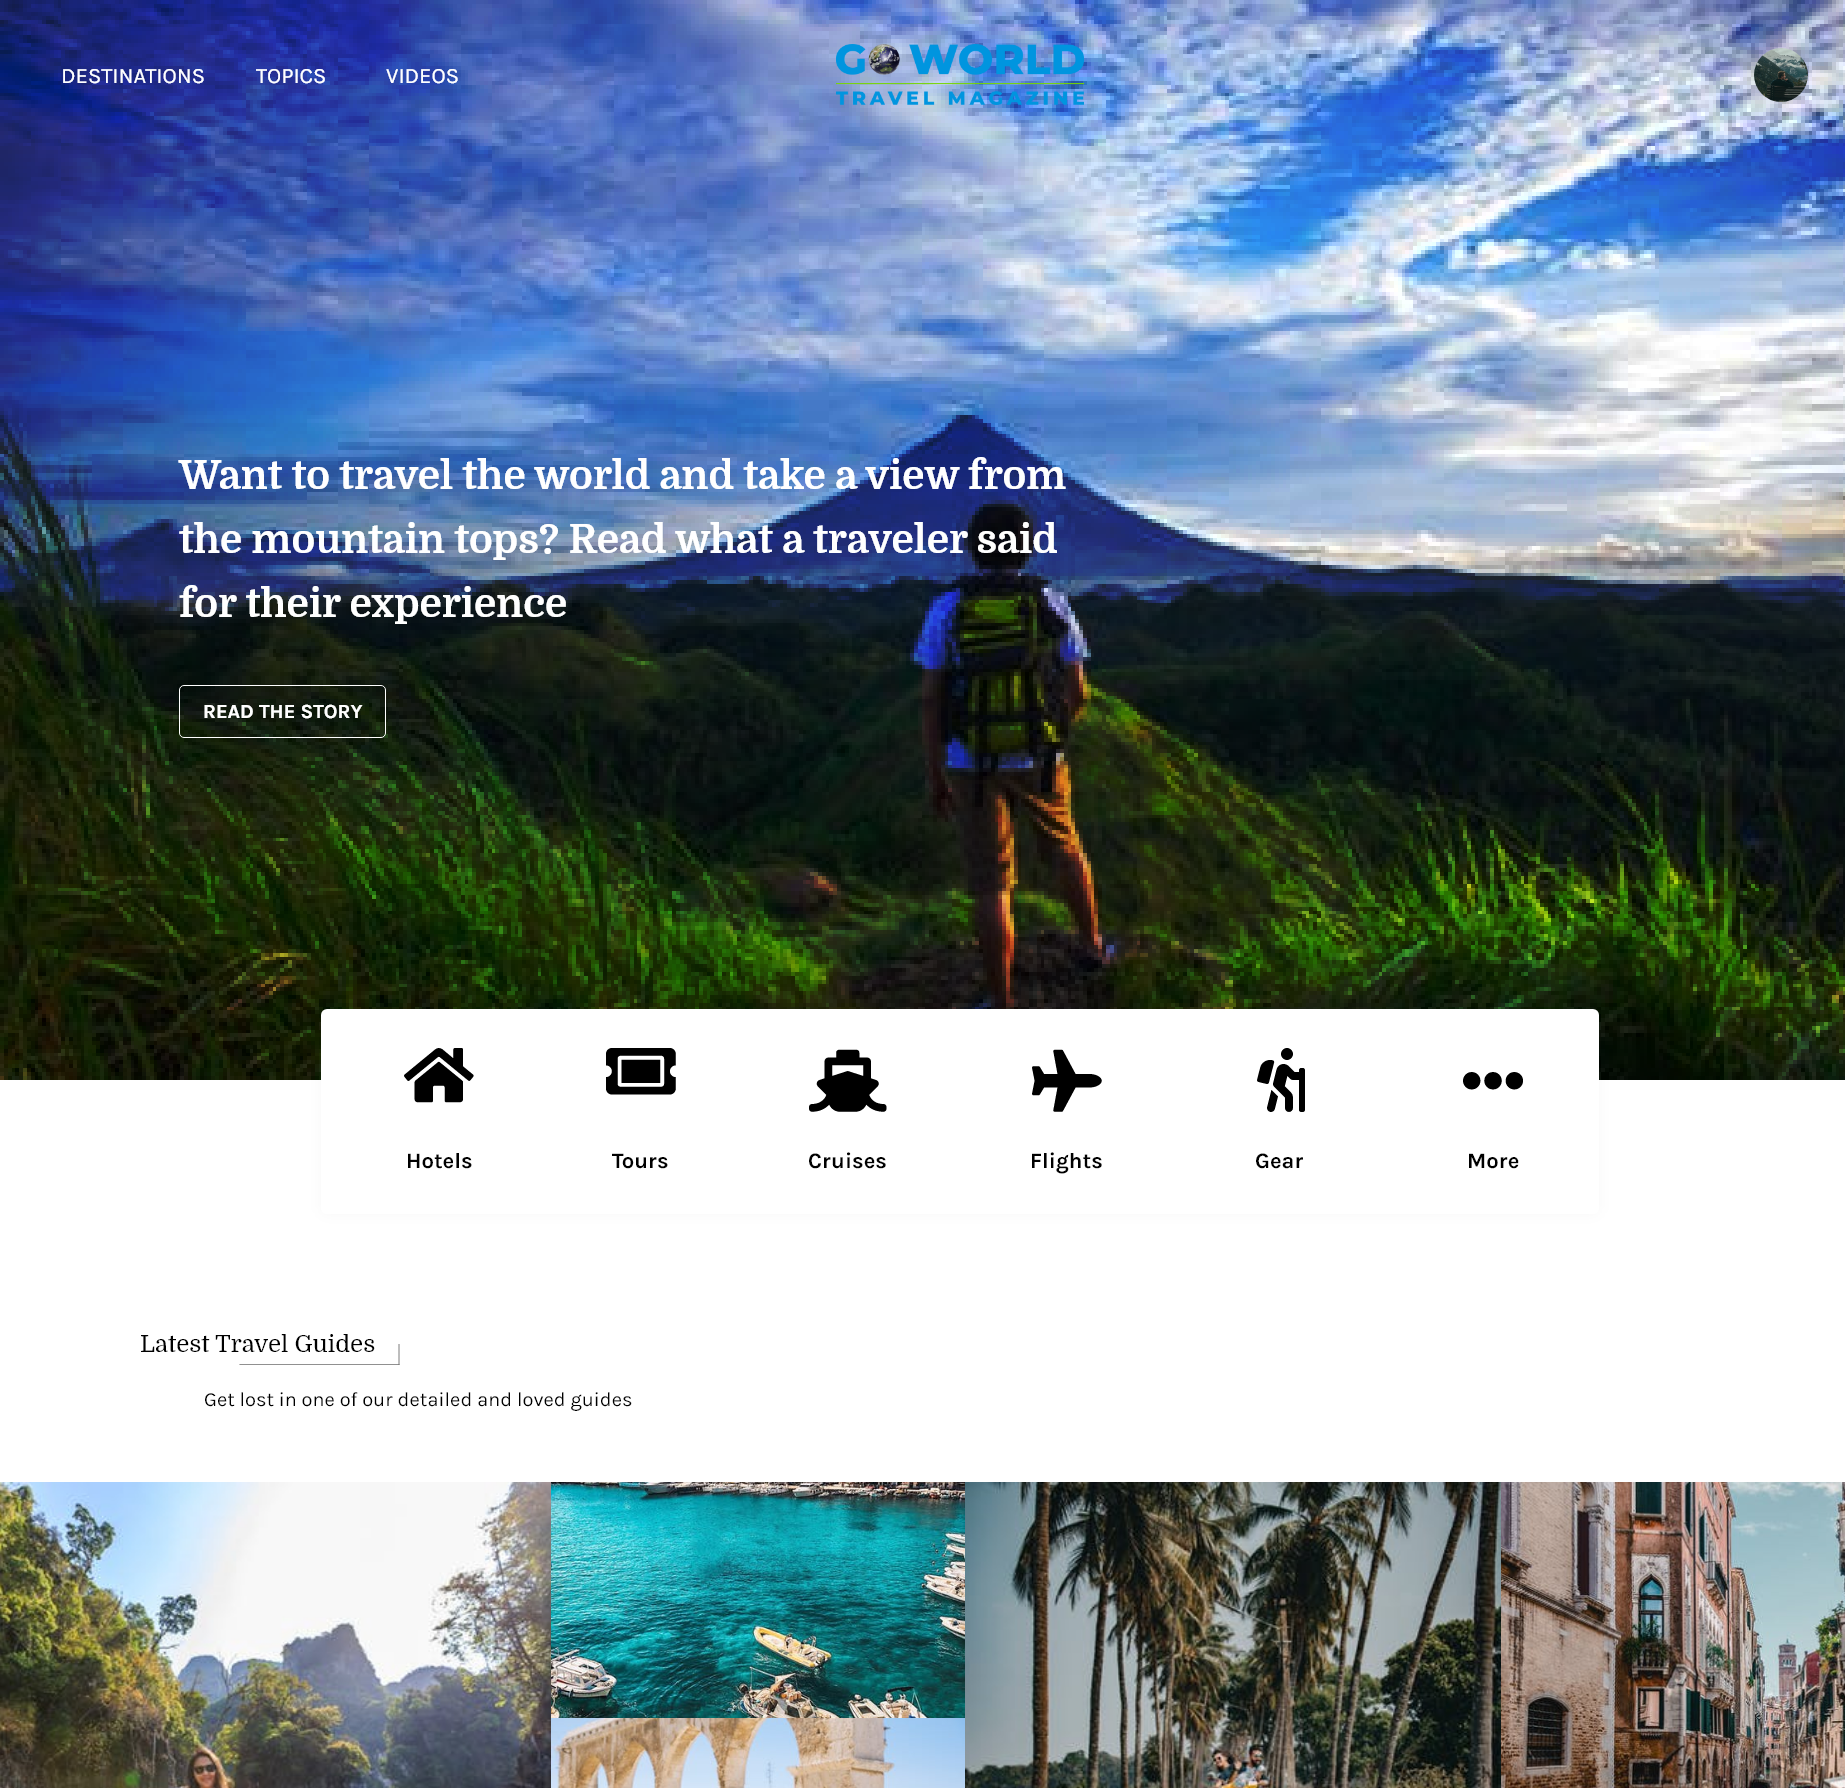 DESTINATIONS TOPICS VIDEOS
GO WORLD
TRAVEL MAGAZINE
Want to travel the world and take a view from
the mountain tops? Read what a traveler said
for their experience
READ THE STORY
Hotels Tours Cruises Flights Gear More
Latest Travel Guides
Get lost in one of our detailed and loved guides